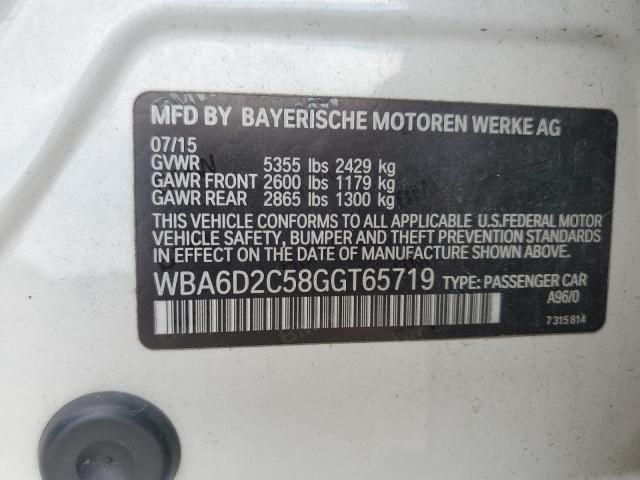 MFD BY BAYERISCHE MOTOREN WERKE AG
07/15
GVWR 5355 lbs 2429 kg
GAWR FRONT 2600 lbs 1179 kg
GAWR REAR 2865 lbs 1300 kg
THIS VEHICLE CONFORMS TO ALL APPLICABLE U.S.FEDERAL MOTOR
VEHICLE SAFETY, BUMPER AND THEFT PREVENTION STANDARDS
IN EFFECT ON THE DATE OF MANUFACTURE SHOWN ABOVE.
WBA6D2C58GGT65719 TYPE: PASSENGER CAR
A96/0
7315814